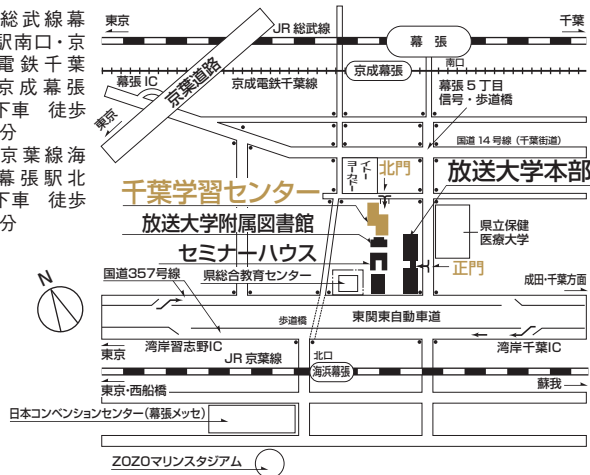 総武線幕
駅南口・京
電鉄千葉
京成幕張
下車 徒歩
分
京葉線海
幕張駅北
下車 徒歩
分
東京
JR 総武線
千葉
幕 張
南口
京成幕張
幕張 IC
京成電鉄千葉線
京葉道路
東京
幕張 5 丁目
信号・歩道橋
国道 14 号線 (千葉街道)
イトー
ヨーカドー
北門
放送大学本部
千葉学習センター
放送大学附属図書館
県立保健
医療大学
セミナーハウス
正門
国道357号線
県総合教育センター
成田・千葉方面
N
歩道橋
東関東自動車道
東京
湾岸習志野IC
湾岸千葉IC
JR 京葉線
北口
海浜幕張
東京・西船橋
蘇我
日本コンベンションセンター(幕張メッセ)
ZOZOマリンスタジアム